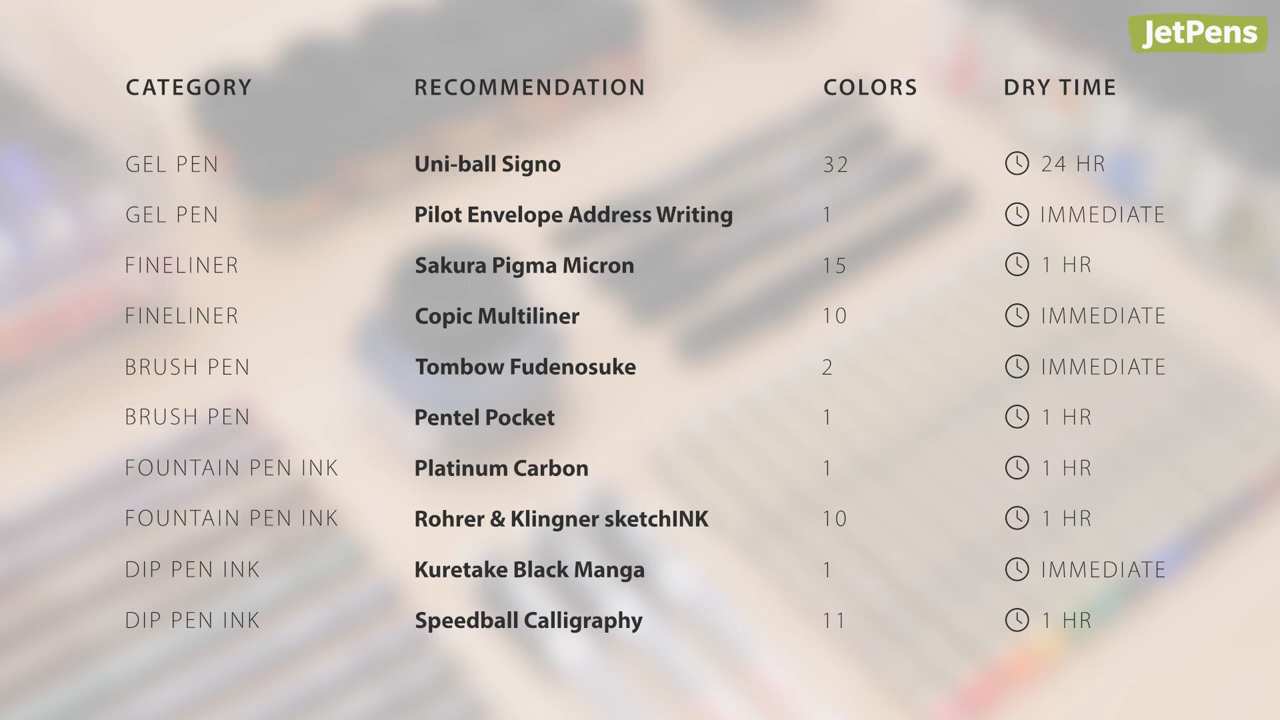 JetPens
CATEGORY RECOMMENDATION COLORS DRY TIME
GEL PEN Uni-ball Signo 32 24 HR
GEL PEN Pilot Envelope Address Writing 1 IMMEDIATE
FINELINER Sakura Pigma Micron 15 1 HR
FINELINER Copic Multiliner 10 IMMEDIATE
BRUSH PEN Tombow Fudenosuke 2 IMMEDIATE
BRUSH PEN Pentel Pocket 1 1 HR
FOUNTAIN PEN INK Platinum Carbon 1 1 HR
FOUNTAIN PEN INK Rohrer & Klingner sketchINK 10 1 HR
DIP PEN INK Kuretake Black Manga 1 IMMEDIATE
DIP PEN INK Speedball Calligraphy 11 1 HR